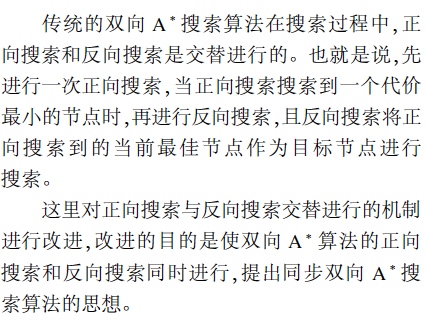 传统的双向 A* 搜索算法在搜索过程中,正
向搜索和反向搜索是交替进行的。也就是说,先
进行一次正向搜索,当正向搜索搜索到一个代价
最小的节点时,再进行反向搜索,且反向搜索将正
向搜索到的当前最佳节点作为目标节点进行
搜索。
这里对正向搜索与反向搜索交替进行的机制
进行改进,改进的目的是使双向 A* 算法的正向
搜索和反向搜索同时进行,提出同步双向 A* 搜
索算法的思想。